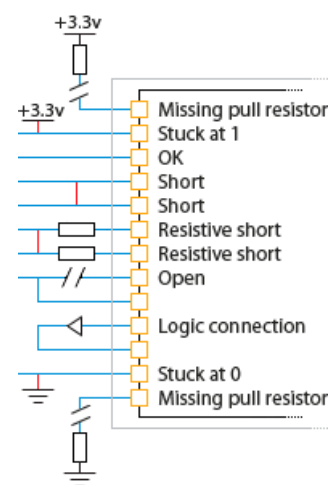 +3.3v
+3.3v
Missing pull resistor
Stuck at 1
OK
Short
Short
Resistive short
Resistive short
Open
Logic connection
Stuck at 0
Missing pull resistor